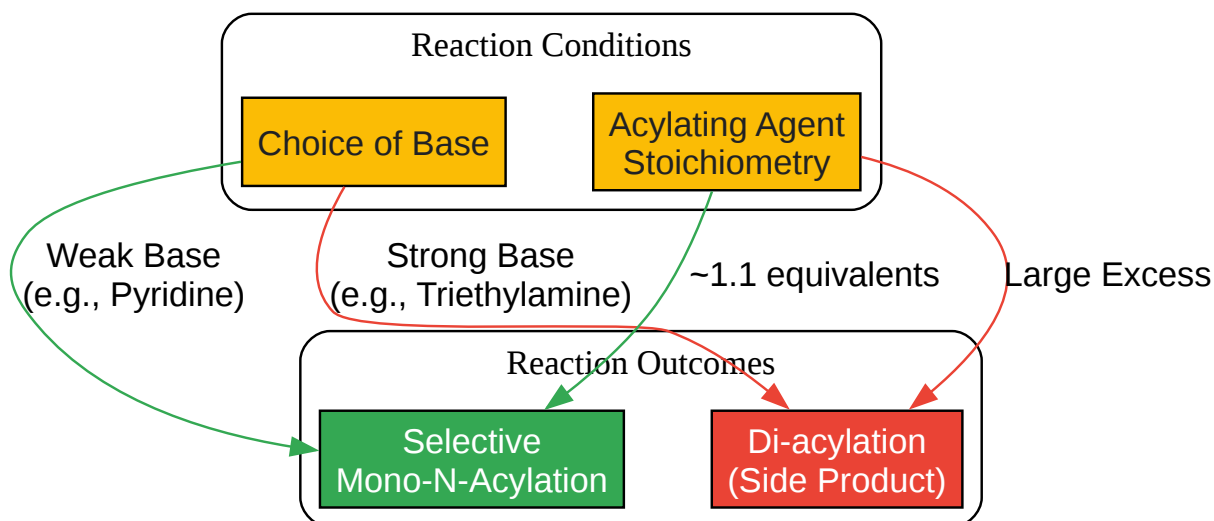 Reaction Conditions
Choice of Base
Acylating Agent
Stoichiometry
Weak Base
(e.g., Pyridine)
Strong Base
(e.g., Triethylamine)
~1.1 equivalents
Large Excess
Reaction Outcomes
Selective
Mono-N-Acylation
Di-acylation
(Side Product)